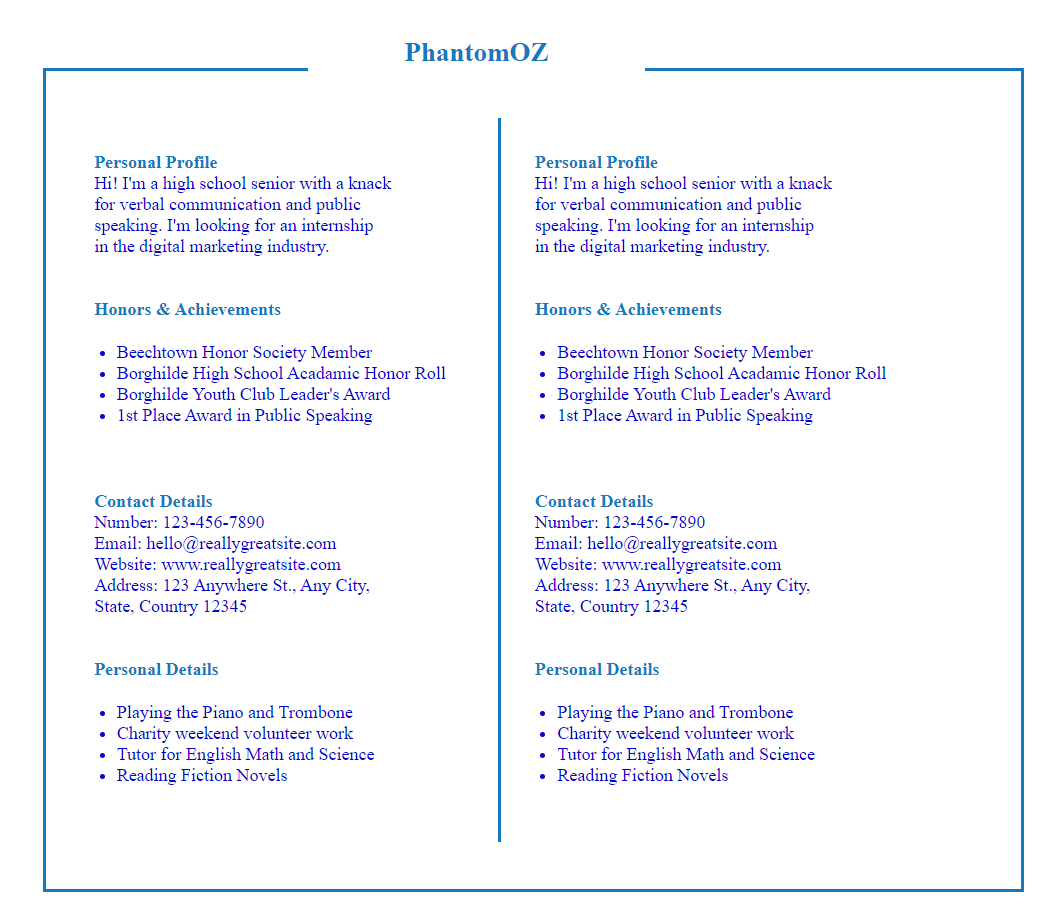 PhantomOZ
Personal Profile
Hi! I'm a high school senior with a knack
for verbal communication and public
speaking. I'm looking for an internship
in the digital marketing industry.
Honors & Achievements
• Beechtown Honor Society Member
• Borghilde High School Acadamic Honor Roll
• Borghilde Youth Club Leader's Award
• 1st Place Award in Public Speaking
Contact Details
Number: 123-456-7890
Email: hello@reallygreatsite.com
Website: www.reallygreatsite.com
Address: 123 Anywhere St., Any City,
State, Country 12345
Personal Details
• Playing the Piano and Trombone
• Charity weekend volunteer work
• Tutor for English Math and Science
• Reading Fiction Novels
Personal Profile
Hi! I'm a high school senior with a knack
for verbal communication and public
speaking. I'm looking for an internship
in the digital marketing industry.
Honors & Achievements
• Beechtown Honor Society Member
• Borghilde High School Acadamic Honor Roll
• Borghilde Youth Club Leader's Award
• 1st Place Award in Public Speaking
Contact Details
Number: 123-456-7890
Email: hello@reallygreatsite.com
Website: www.reallygreatsite.com
Address: 123 Anywhere St., Any City,
State, Country 12345
Personal Details
• Playing the Piano and Trombone
• Charity weekend volunteer work
• Tutor for English Math and Science
• Reading Fiction Novels